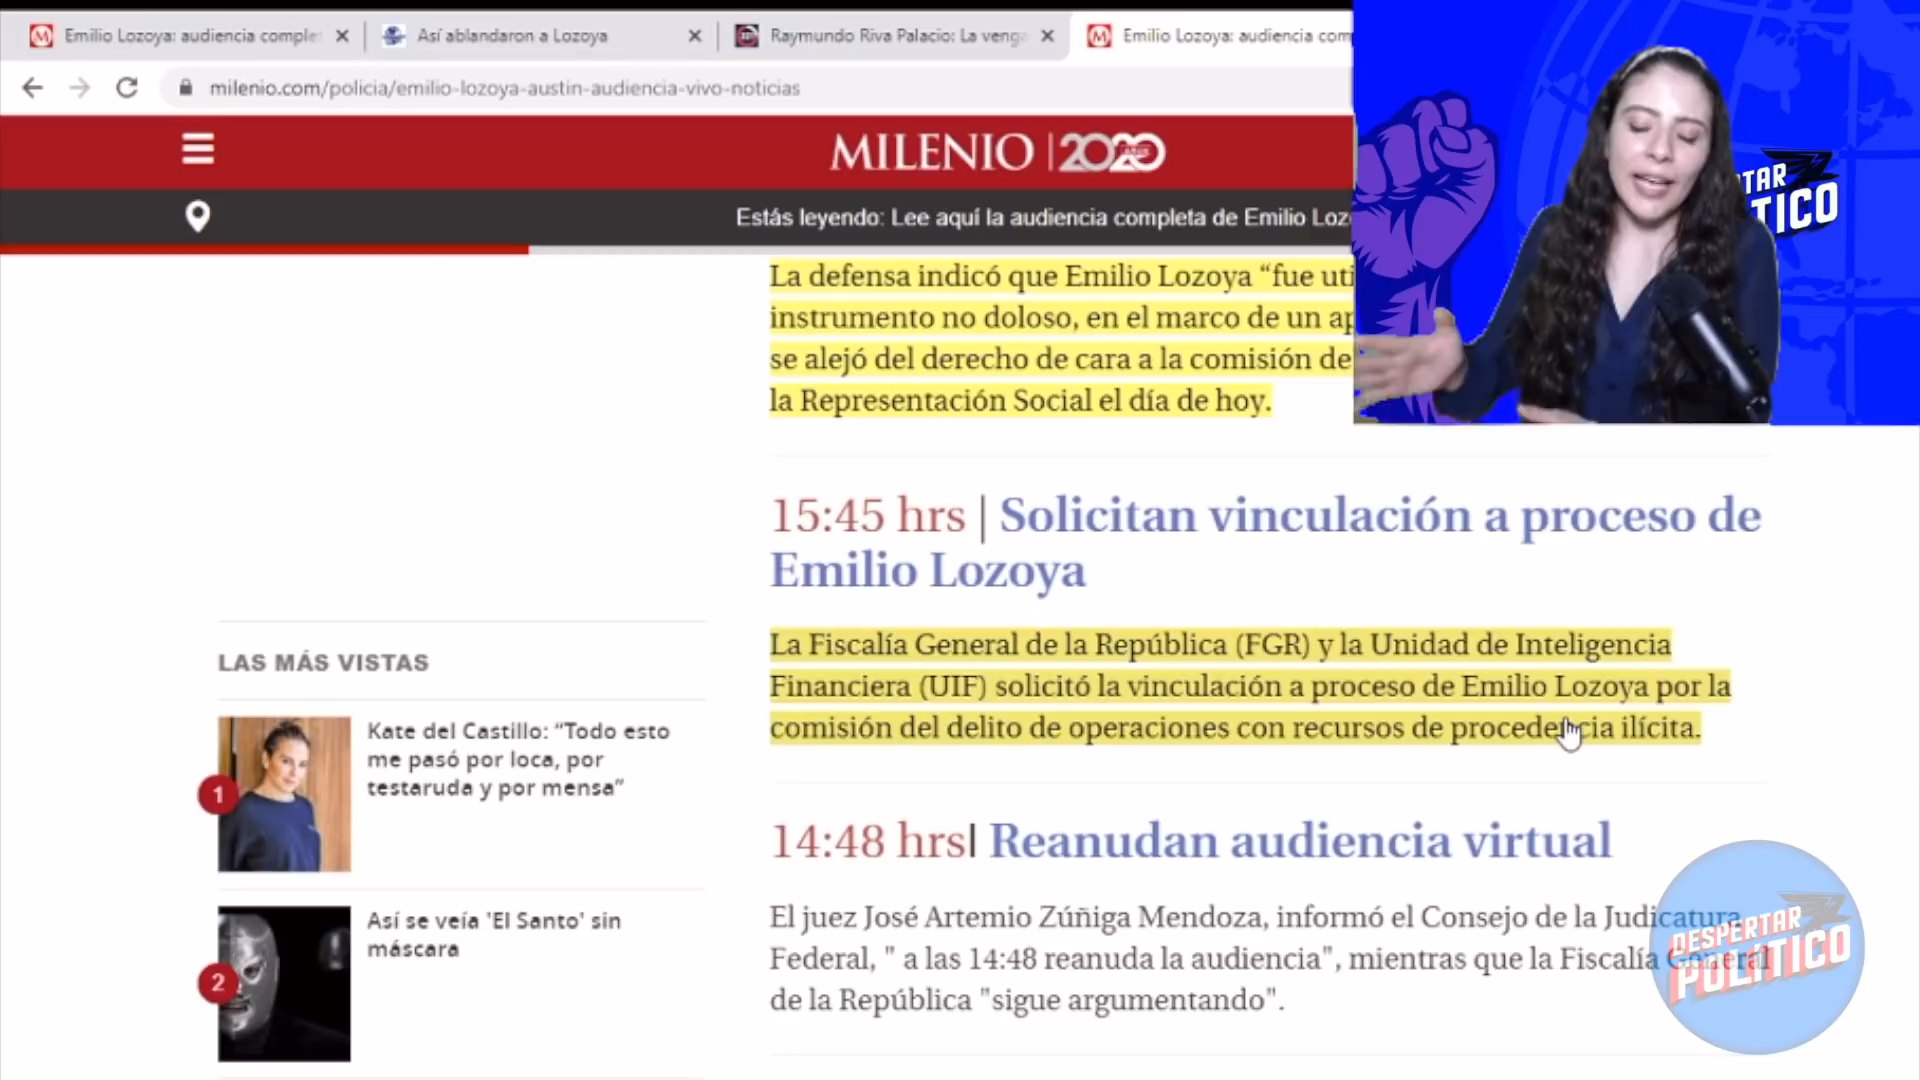 Emilio Lozoya: audiencia comple
Así ablandaron a Lozoya
Raymundo Riva Palacio: La veng
Emilio Lozoya: audiencia com
milenio.com/policia/emilio-lozoya-austin-audiencia-vivo-noticias
MILENIO | 2020
Estás leyendo: Lee aquí la audiencia completa de Emilio Loz
TAR
TICO
La defensa indicó que Emilio Lozoya “fue uti
instrumento no doloso, en el marco de un ap
se alejó del derecho de cara a la comisión de
la Representación Social el día de hoy.
15:45 hrs | Solicitan vinculación a proceso de
Emilio Lozoya
La Fiscalía General de la República (FGR) y la Unidad de Inteligencia
Financiera (UIF) solicitó la vinculación a proceso de Emilio Lozoya por la
comisión del delito de operaciones con recursos de procedencia ilícita.
14:48 hrs| Reanudan audiencia virtual
El juez José Artemio Zúñiga Mendoza, informó el Consejo de la Judicatura
Federal, " a las 14:48 reanuda la audiencia", mientras que la Fiscalía General
de la República "sigue argumentando".
LAS MÁS VISTAS
1
Kate del Castillo: “Todo esto
me pasó por loca, por
testaruda y por mensa”
2
Así se veía 'El Santo' sin
máscara
DESPERTAR
POLÍTICO